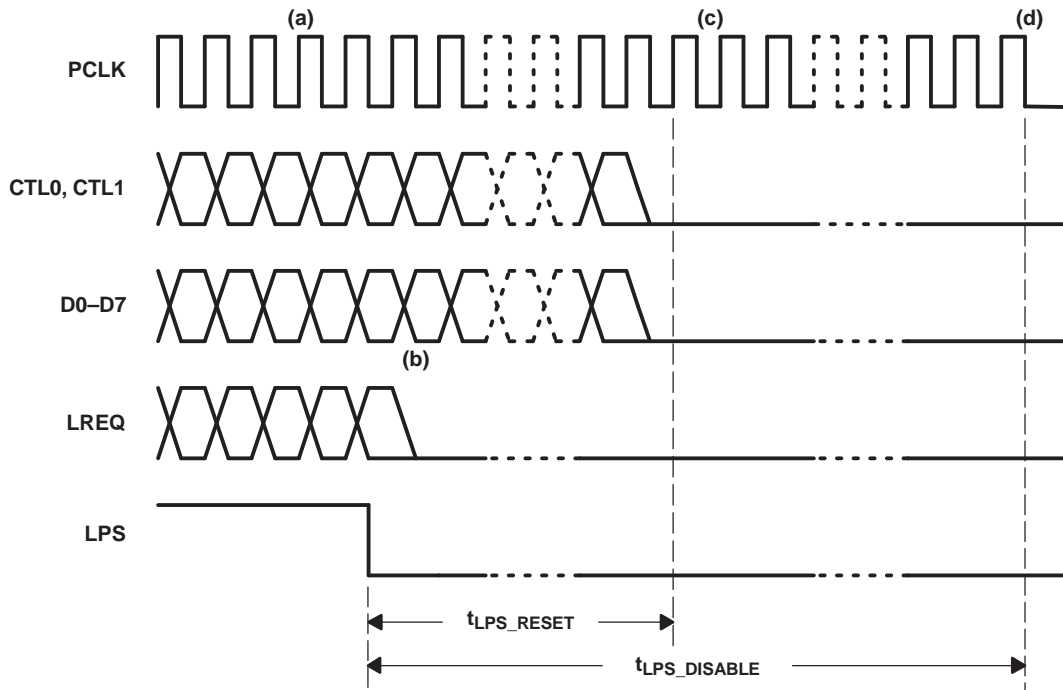 (a) (c) (d)
PCLK
CTL0, CTL1
D0–D7
(b)
LREQ
LPS
tLPS_RESET
tLPS_DISABLE